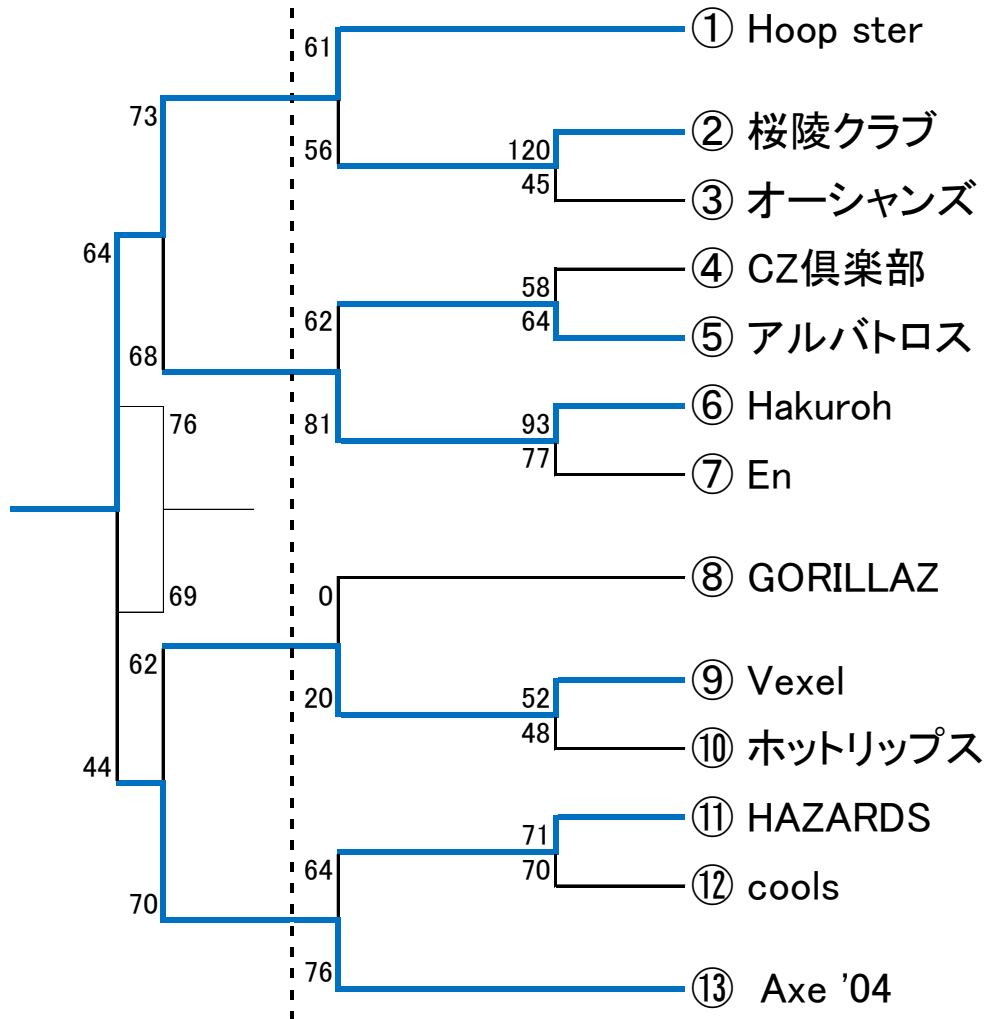 61
① Hoop ster
73
56
120
② 桜陵クラブ
45
③ オーシャンズ
64
58
④ CZ倶楽部
62
64
⑤ アルバトロス
68
76
81
93
⑥ Hakuroh
77
⑦ En
69
0
⑧ GORILLAZ
62
20
52
⑨ Vexel
48
⑩ ホットリップス
44
71
⑪ HAZARDS
64
70
⑫ cools
70
76
⑬ Axe '04